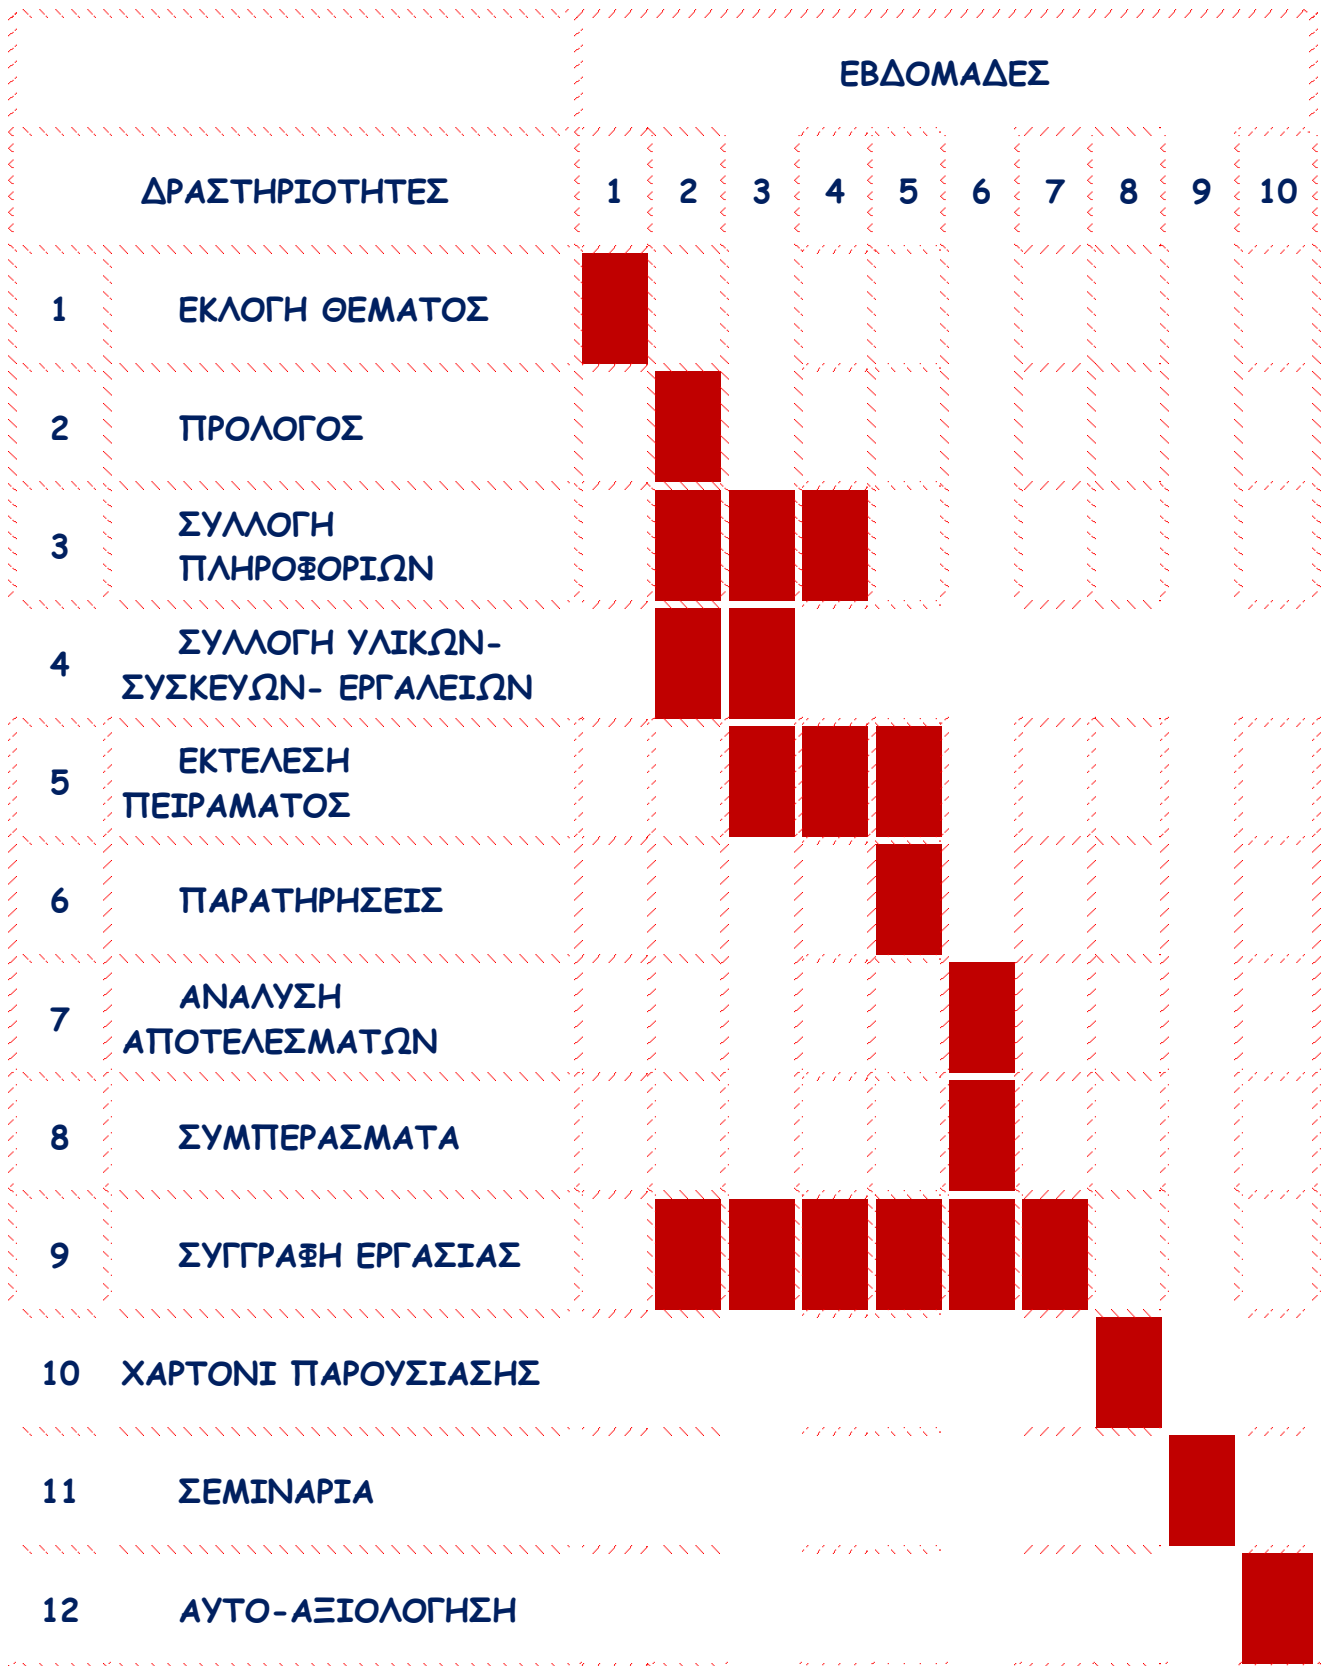 ΕΒΔΟΜΑΔΕΣ
ΔΡΑΣΤΗΡΙΟΤΗΤΕΣ 1 2 3 4 5 6 7 8 9 10
1 ΕΚΛΟΓΗ ΘΕΜΑΤΟΣ
2 ΠΡΟΛΟΓΟΣ
3 ΣΥΛΛΟΓΗ
ΠΛΗΡΟΦΟΡΙΩΝ
4 ΣΥΛΛΟΓΗ ΥΛΙΚΩΝ-
ΣΥΣΚΕΥΩΝ- ΕΡΓΑΛΕΙΩΝ
5 ΕΚΤΕΛΕΣΗ
ΠΕΙΡΑΜΑΤΟΣ
6 ΠΑΡΑΤΗΡΗΣΕΙΣ
7 ΑΝΑΛΥΣΗ
ΑΠΟΤΕΛΕΣΜΑΤΩΝ
8 ΣΥΜΠΕΡΑΣΜΑΤΑ
9 ΣΥΓΓΡΑΦΗ ΕΡΓΑΣΙΑΣ
10 ΧΑΡΤΟΝΙ ΠΑΡΟΥΣΙΑΣΗΣ
11 ΣΕΜΙΝΑΡΙΑ
12 ΑΥΤΟ-ΑΞΙΟΛΟΓΗΣΗ